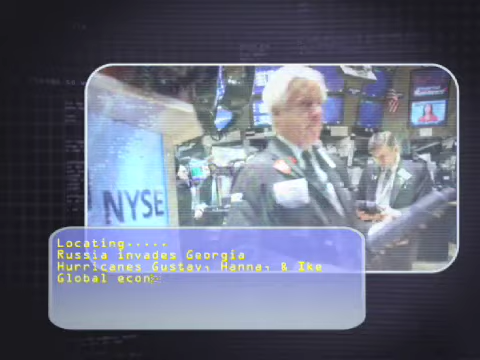 NYSE
Locating.....
Russia invades Georgia
Hurricanes Gustav, Hanna, & Ike
Global econ